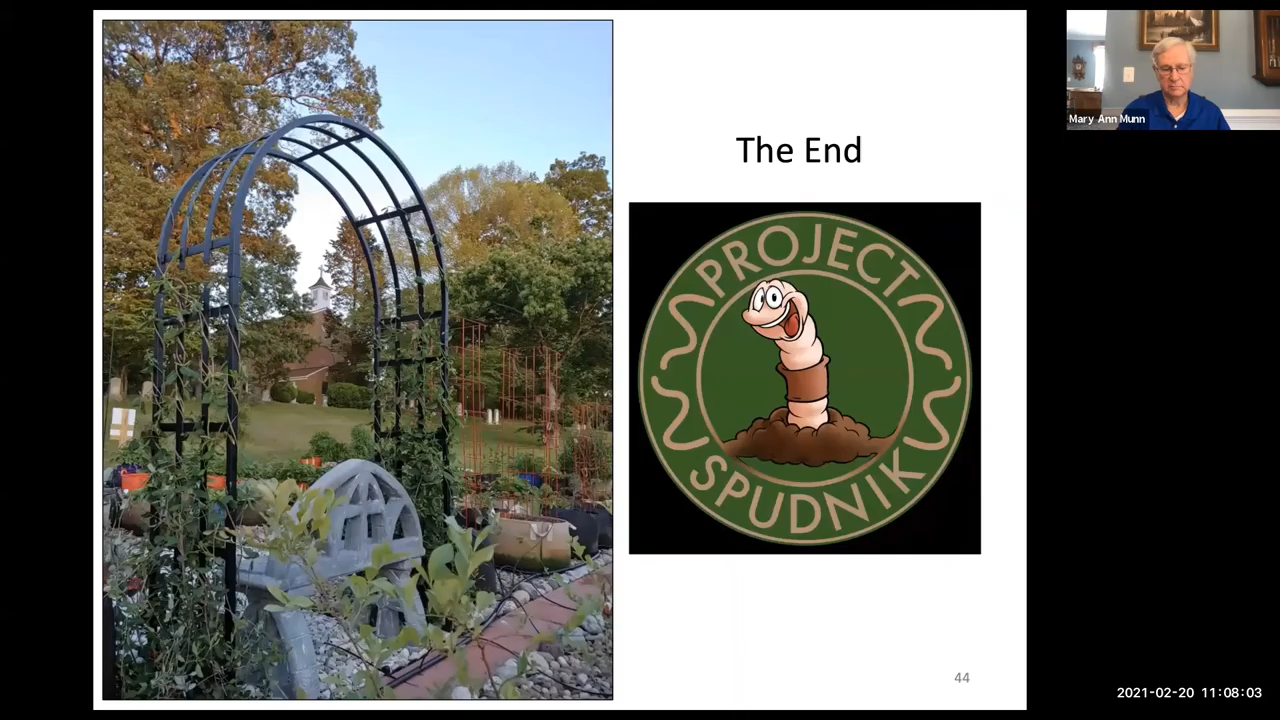 The End
PROJECT
SPUDNIK
44
Mary Ann Munn
2021-02-20 11:08:03